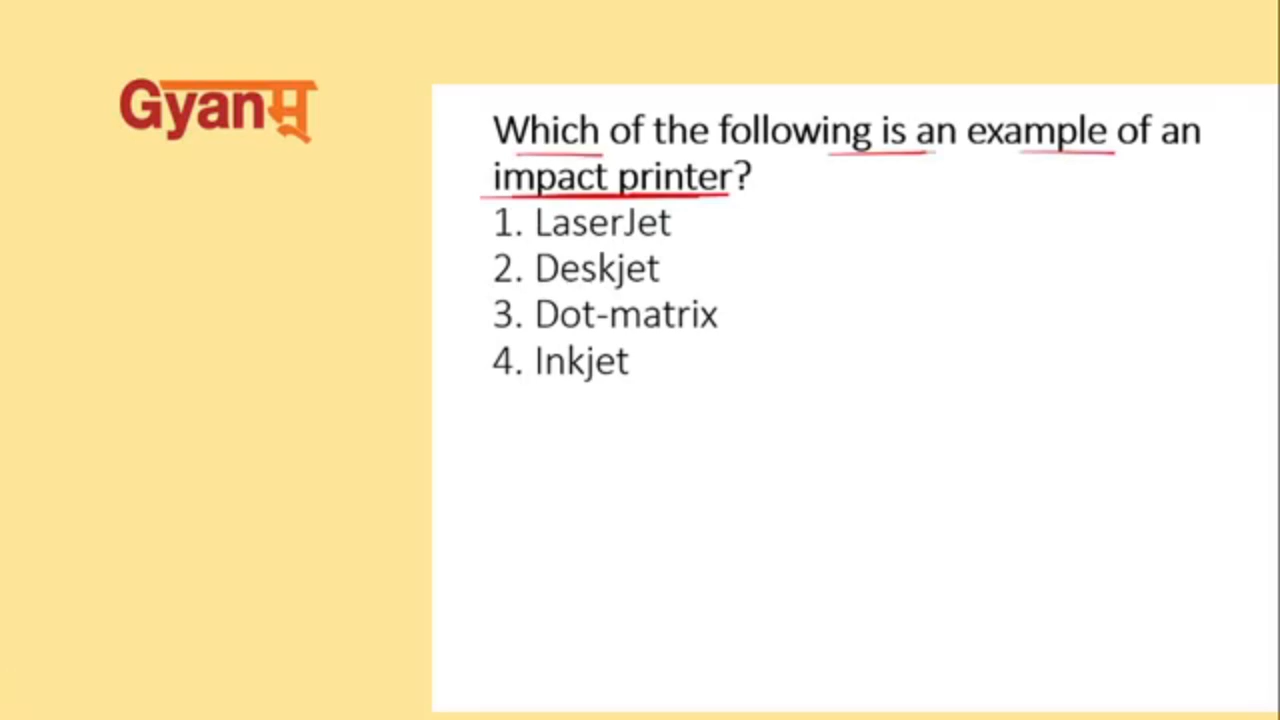 Gyanम्
Which of the following is an example of an
impact printer?
1. LaserJet
2. Deskjet
3. Dot-matrix
4. Inkjet